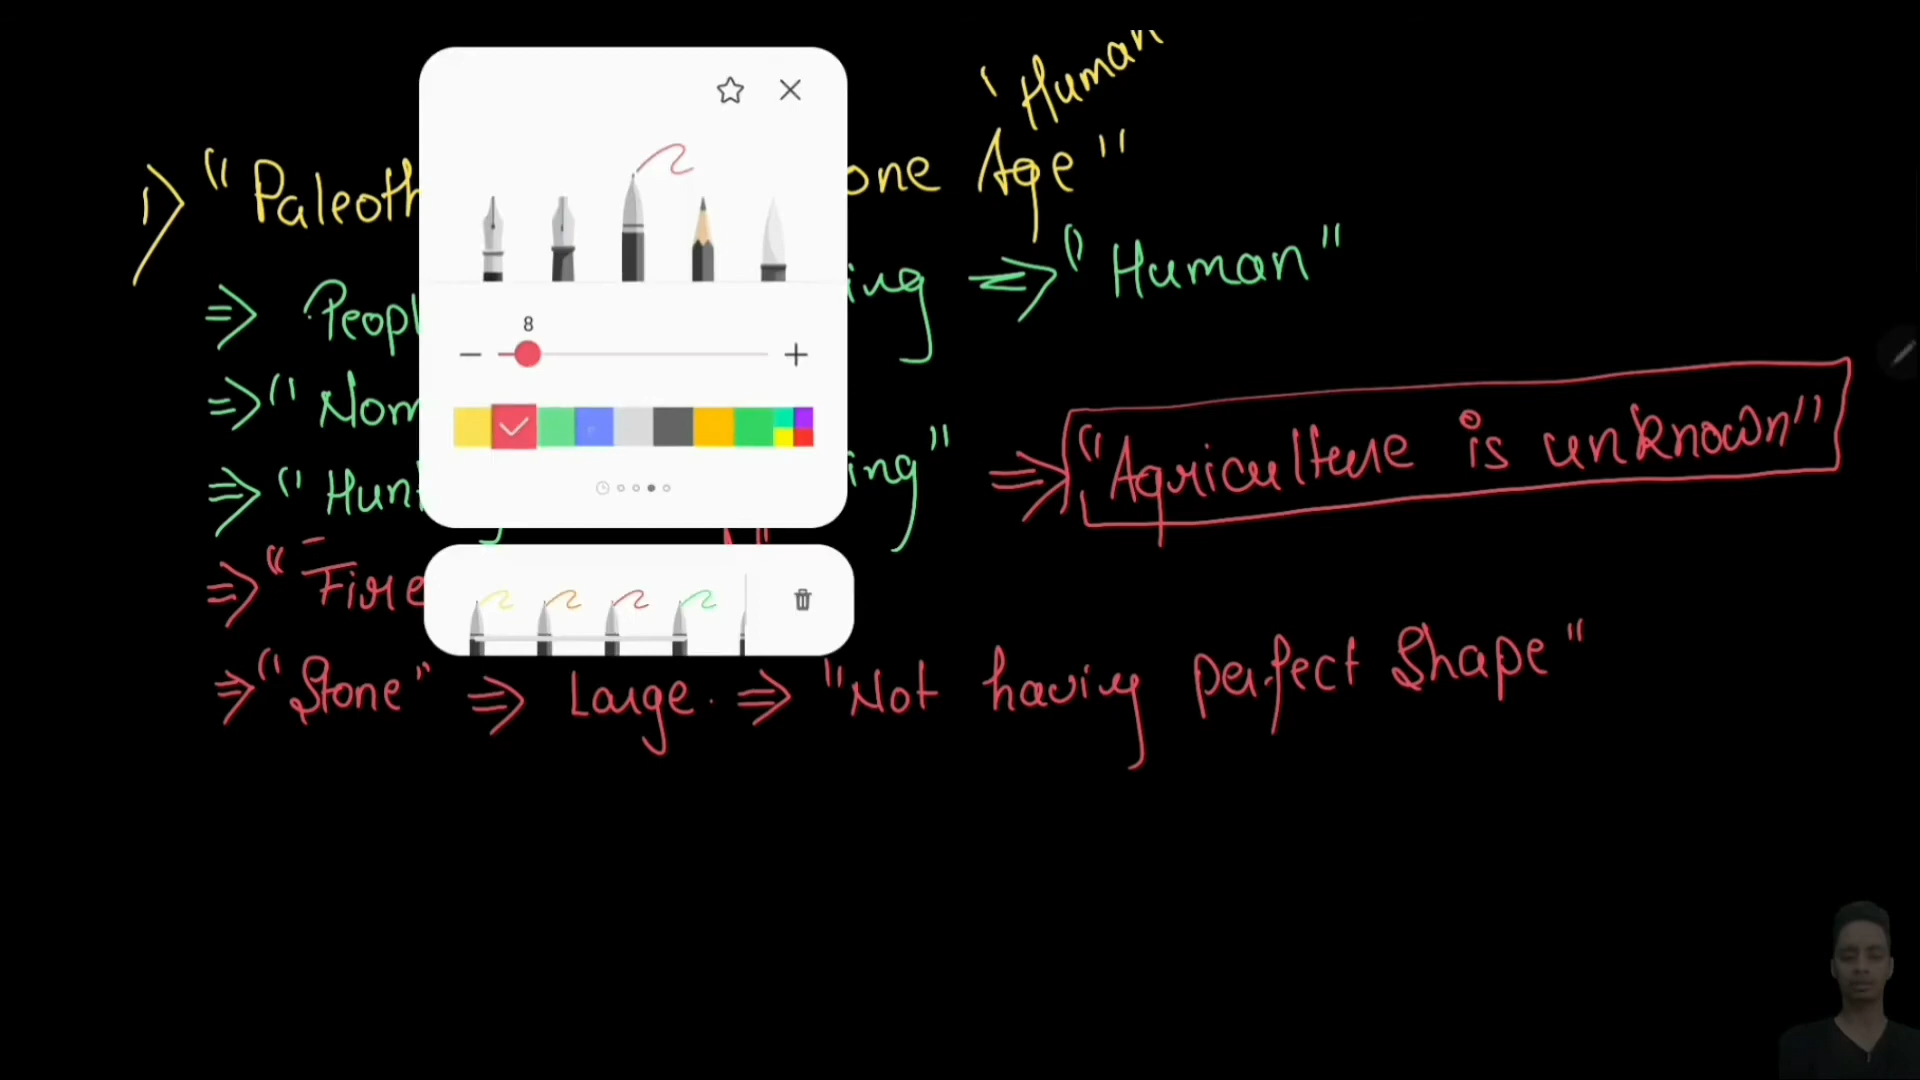 "Human
1) "Paleoth one Age"
=> Peopl ing => "Human"
=> "Nom
=> "Hun ing" => "Agriculture is unknown"
=> "Fire "
=> "Stone" => Large. => "Not having perfect Shape"
8